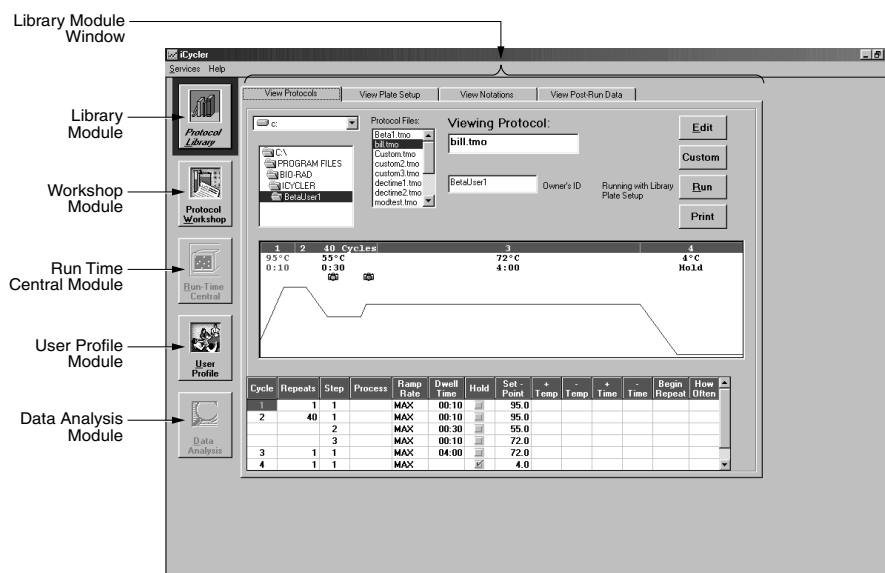 Library Module
Window
iCycler
Services Help
Library
Module
Protocol
Library
Workshop
Module
Protocol
Workshop
Run Time
Central Module
Run-Time
Central
User Profile
Module
User
Profile
Data Analysis
Module
Data
Analysis
View Protocols View Plate Setup View Notations View Post-Run Data
c:
C:\
PROGRAM FILES
BIO-RAD
ICYCLER
BetaUser1
Protocol Files:
Beta1.tmo
bill.tmo
Custom.tmo
custom2.tmo
custom3.tmo
dectime1.tmo
dectime2.tmo
modtest.tmo
Viewing Protocol:
bill.tmo
BetaUser1 Owner's ID
Running with Library
Plate Setup
Edit
Custom
Run
Print
1 2 40 Cycles 3 4
95°C 55°C 72°C 4°C
0:10 0:30 4:00 Hold
Cycle Repeats Step Process Ramp Rate Dwell Time Hold Set - Point + Temp - Temp + Time - Time Begin Repeat How Often
1 1 1 MAX 00:10 95.0
2 40 1 MAX 00:10 95.0
2 MAX 00:30 55.0
3 MAX 00:10 72.0
3 1 1 MAX 04:00 72.0
4 1 1 MAX 4.0